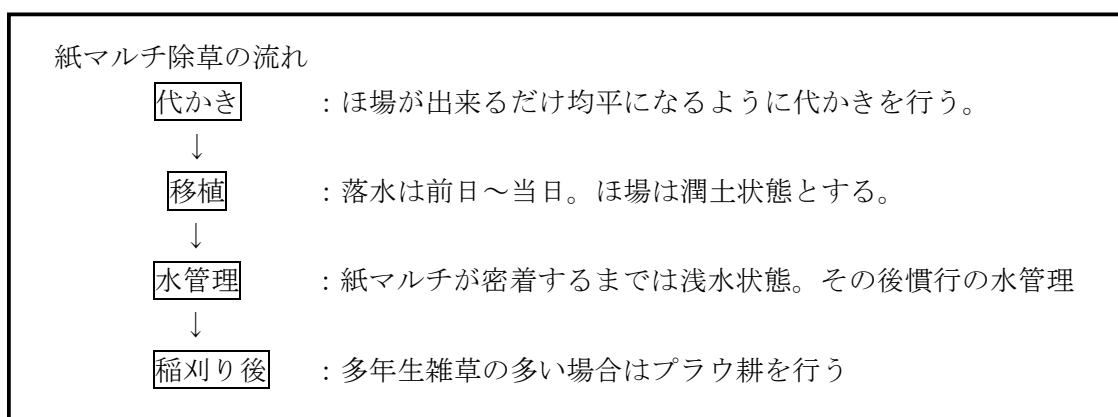 紙マルチ除草の流れ
代かき ：ほ場が出来るだけ均平になるように代かきを行う。
↓
移植 ：落水は前日～当日。ほ場は潤土状態とする。
↓
水管理 ：紙マルチが密着するまでは浅水状態。その後慣行の水管理
↓
稲刈り後 ：多年生雑草の多い場合はプラウ耕を行う